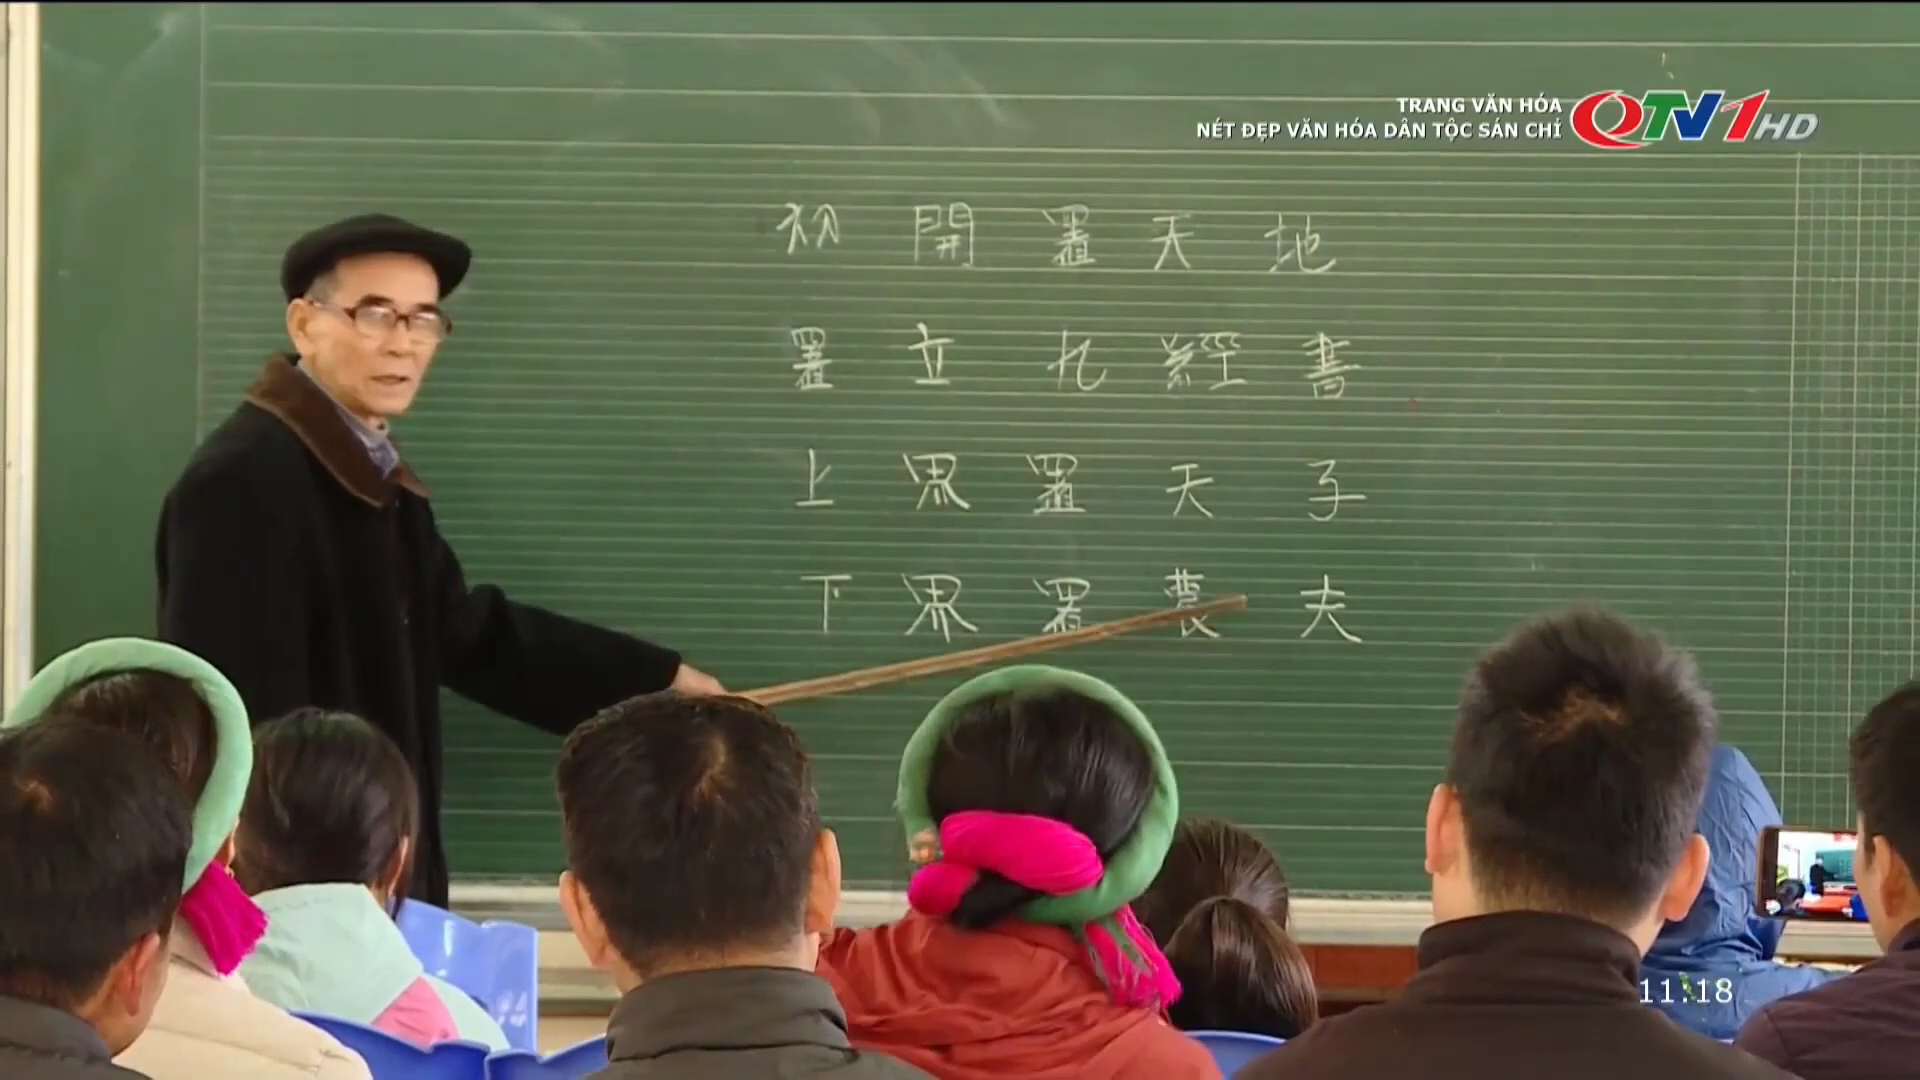 TRANG VĂN HÓA
NÉT ĐẸP VĂN HÓA DÂN TỘC SÁN CHỈ
QTV1HD
初開置天地
置立九經書
上界置天子
下界置農夫
11:18